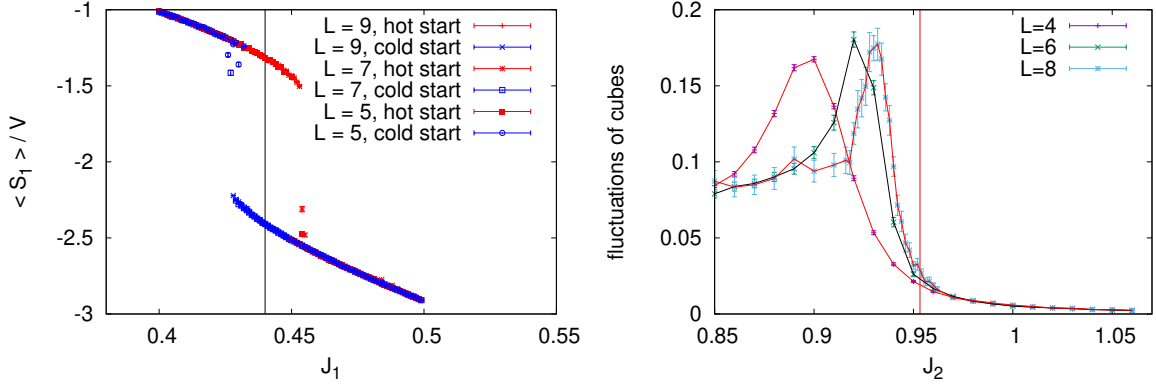 < S1 > / V
-1
-1.5
-2
-2.5
-3
0.4
0.45
0.5
0.55
J1
L = 9, hot start
L = 9, cold start
L = 7, hot start
L = 7, cold start
L = 5, hot start
L = 5, cold start
fluctuations of cubes
0.2
0.15
0.1
0.05
0
0.85
0.9
0.95
1
1.05
J2
L=4
L=6
L=8